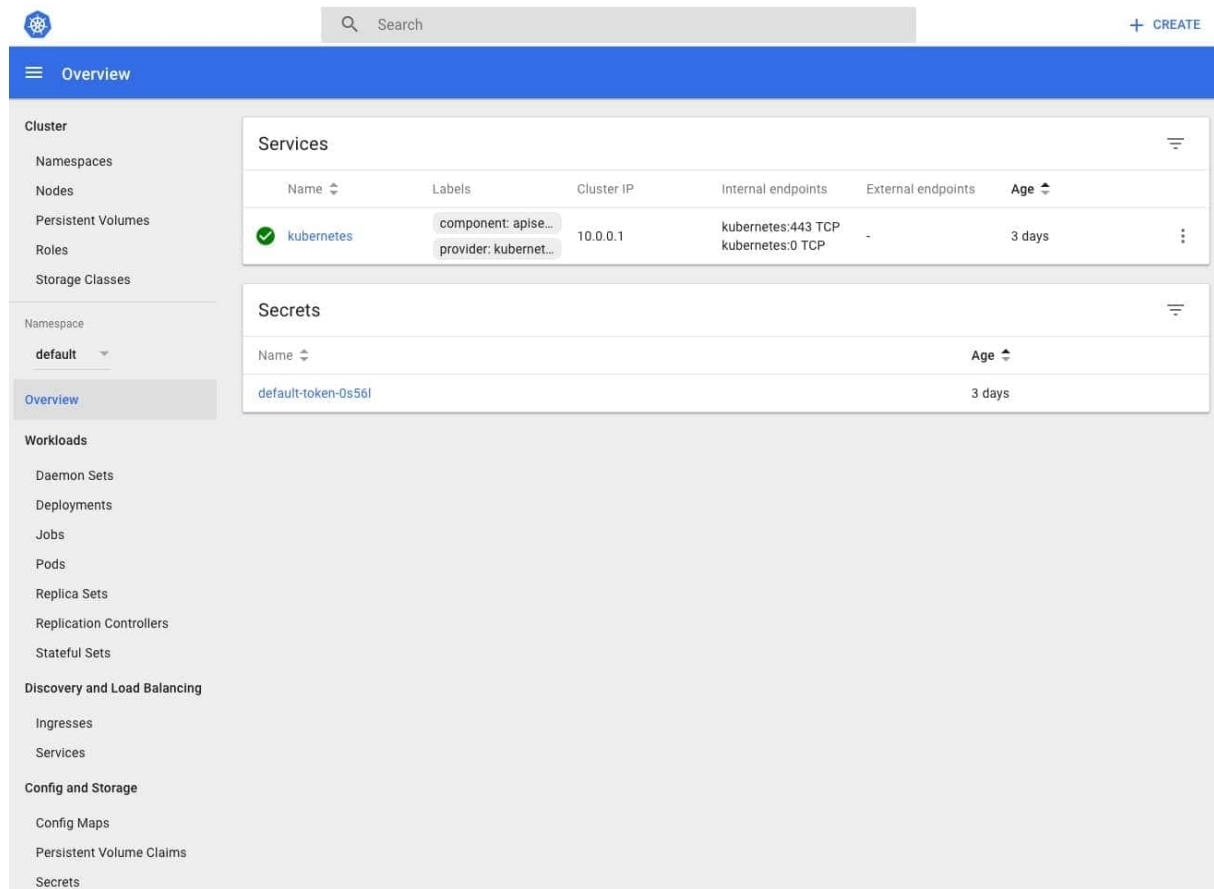 Search
+ CREATE
Overview
Cluster
Namespaces
Nodes
Persistent Volumes
Roles
Storage Classes
Namespace
default
Overview
Workloads
Daemon Sets
Deployments
Jobs
Pods
Replica Sets
Replication Controllers
Stateful Sets
Discovery and Load Balancing
Ingresses
Services
Config and Storage
Config Maps
Persistent Volume Claims
Secrets
Services
Name Labels Cluster IP Internal endpoints External endpoints Age
kubernetes component: apise... provider: kubernet... 10.0.0.1 kubernetes:443 TCP kubernetes:0 TCP - 3 days
Secrets
Name Age
default-token-0s56l 3 days